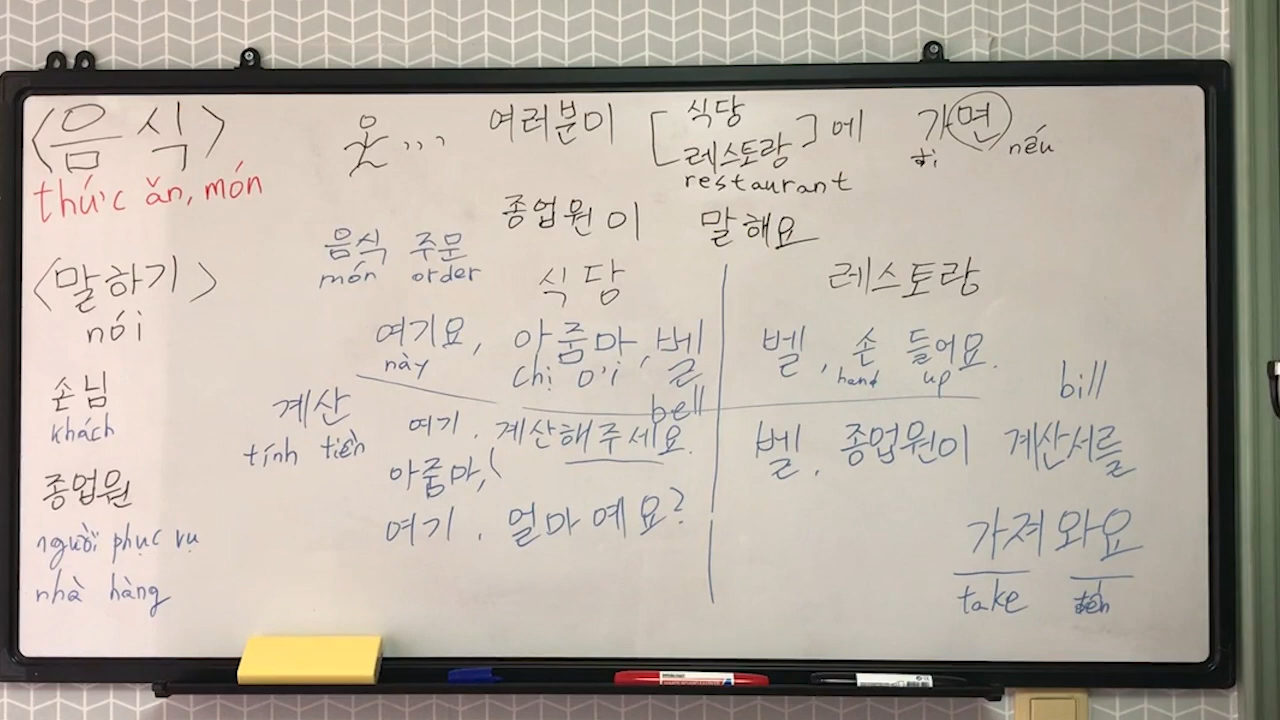 <음식>
thức ăn, món
<말하기>
nói
손님
khách
종업원
người phục vụ
nhà hàng
옷...
여러분이 [식당
레스토랑] 에 가면
restaurant đi nếu
종업원이 말해요
음식 주문
món order
식당
레스토랑
여기요, 아줌마, 벨
này chị ơi bell
벨, 손 들어요.
hand up
계산
tính tiền
여기. 계산해주세요.
아줌마,
여기. 얼마예요?
bill
벨. 종업원이 계산서를
가져와요
take